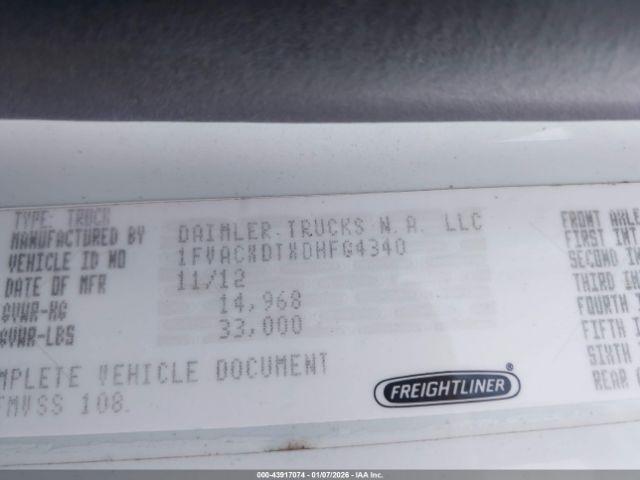 TYPE: TRUCK
MANUFACTURED BY DAIMLER TRUCKS N.A. LLC
VEHICLE ID NO 1FVACXDTXDHFG4340
DATE OF MFR 11/12
GVWR-KG 14,968
GVWR-LBS 33,000
MPLETE VEHICLE DOCUMENT
FMVSS 108.
FREIGHTLINER®
FRONT AXLE
FIRST INT
SECOND IN
THIRD IN
FOURTH
FIFTH
SIXTH
REAR
000-43917074 | 01/07/2026 - IAA Inc.